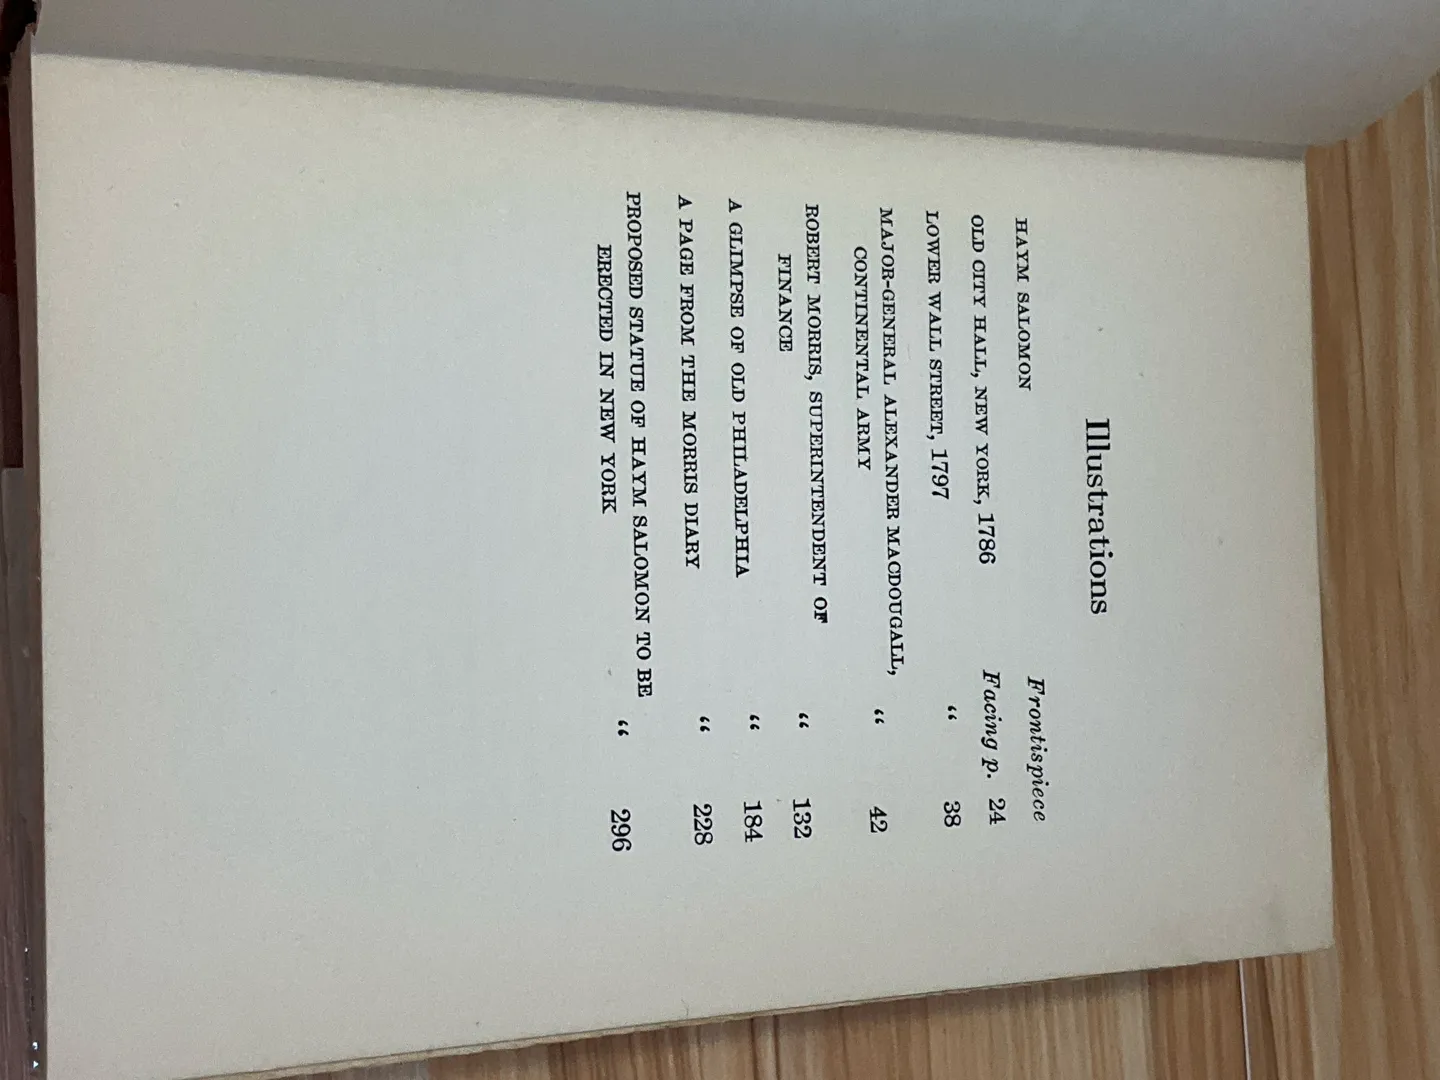 Illustrations
HAYM SALOMON Frontispiece
OLD CITY HALL, NEW YORK, 1786 Facing p. 24
LOWER WALL STREET, 1797 “ 38
MAJOR-GENERAL ALEXANDER MACDOUGALL,
CONTINENTAL ARMY “ 42
ROBERT MORRIS, SUPERINTENDENT OF
FINANCE “ 132
A GLIMPSE OF OLD PHILADELPHIA “ 184
A PAGE FROM THE MORRIS DIARY “ 228
PROPOSED STATUE OF HAYM SALOMON TO BE
ERECTED IN NEW YORK “ 296